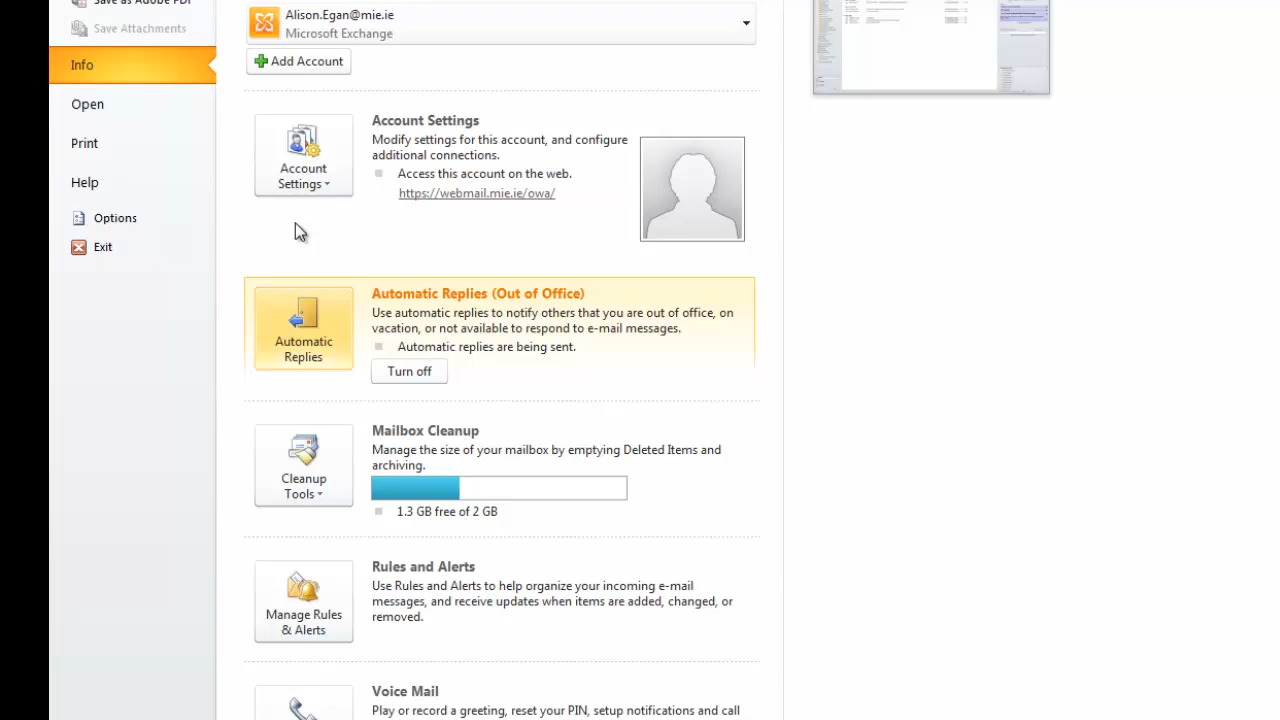 Save as Adobe PDF
Save Attachments
Info
Open
Print
Help
Options
Exit
Alison.Egan@mie.ie
Microsoft Exchange
Add Account
Account
Settings
Account Settings
Modify settings for this account, and configure
additional connections.
Access this account on the web.
https://webmail.mie.ie/owa/
Automatic
Replies
Automatic Replies (Out of Office)
Use automatic replies to notify others that you are out of office, on
vacation, or not available to respond to e-mail messages.
Automatic replies are being sent.
Turn off
Cleanup
Tools
Mailbox Cleanup
Manage the size of your mailbox by emptying Deleted Items and
archiving.
1.3 GB free of 2 GB
Manage Rules
& Alerts
Rules and Alerts
Use Rules and Alerts to help organize your incoming e-mail
messages, and receive updates when items are added, changed, or
removed.
Voice Mail
Play or record a greeting, reset your PIN, setup notifications and call